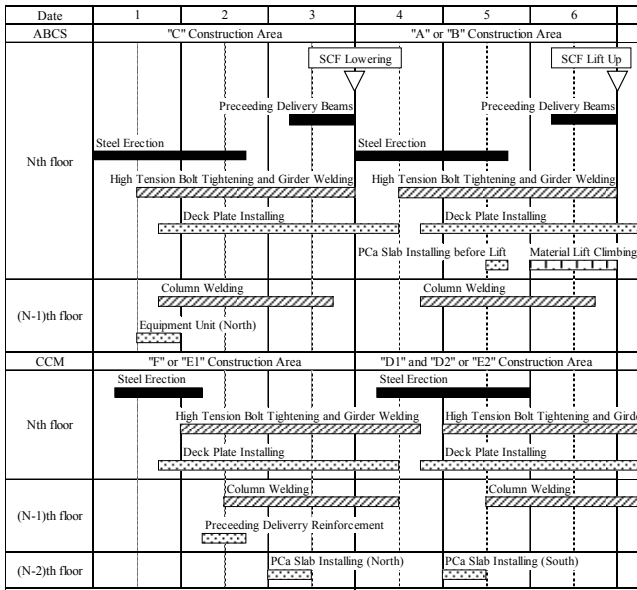 Date 1 2 3 4 5 6
ABCS "C" Construction Area "A" or "B" Construction Area
SCF Lowering SCF Lift Up
Preceeding Delivery Beams Preceeding Delivery Beams
Steel Erection Steel Erection
Nth floor
High Tension Bolt Tightening and Girder Welding High Tension Bolt Tightening and Girder Welding
Deck Plate Installing Deck Plate Installing
PCa Slab Installing before Lift Material Lift Climbing
Column Welding Column Welding
(N-1)th floor
Equipment Unit (North)
CCM "F" or "E1" Construction Area "D1" and "D2" or "E2" Construction Area
Steel Erection Steel Erection
High Tension Bolt Tightening and Girder Welding High Tension Bolt Tightening and Girde
Nth floor
Deck Plate Installing Deck Plate Installing
Column Welding Column Welding
(N-1)th floor
Preceeding Deliverry Reinforcement
PCa Slab Installing (North) PCa Slab Installing (South)
(N-2)th floor